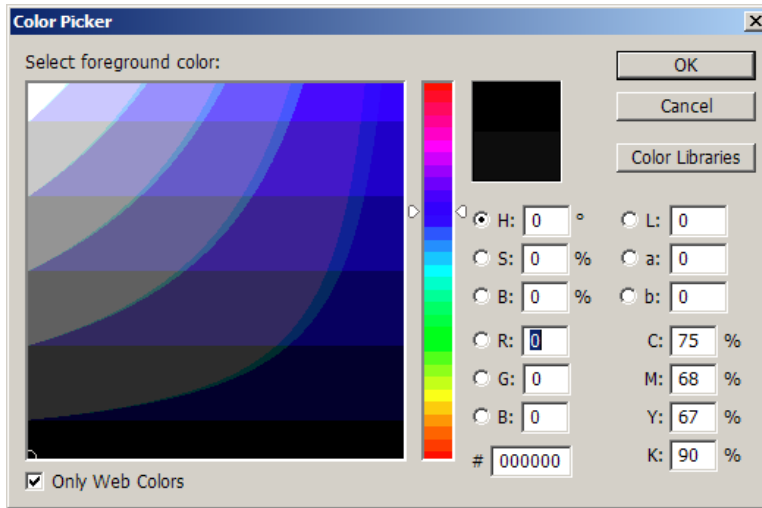 Color Picker
Select foreground color:
OK
Cancel
Color Libraries
H: 0 °
L: 0
S: 0 %
a: 0
B: 0 %
b: 0
R: 0
C: 75 %
G: 0
M: 68 %
B: 0
Y: 67 %
# 000000
K: 90 %
Only Web Colors